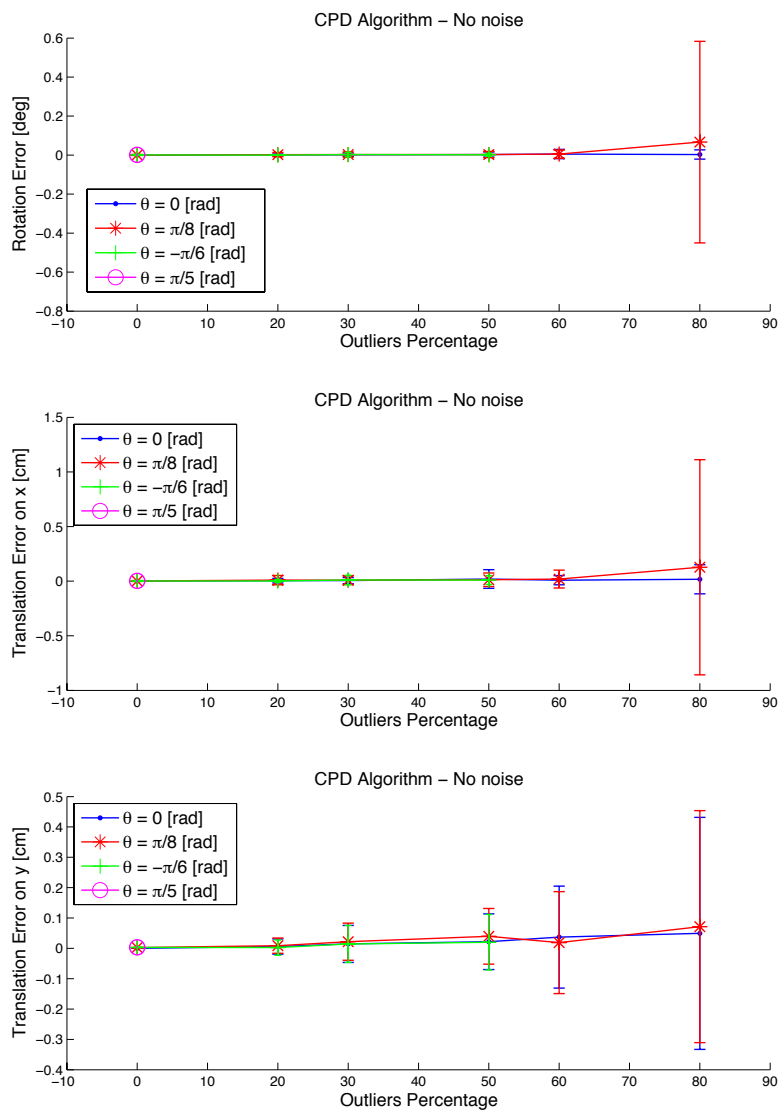 CPD Algorithm − No noise
0.6
0.4
0.2
0
−0.2
−0.4
−0.6
−0.8
Rotation Error [deg]
θ = 0 [rad]
θ = π/8 [rad]
θ = −π/6 [rad]
θ = π/5 [rad]
−10 0 10 20 30 40 50 60 70 80 90
Outliers Percentage
CPD Algorithm − No noise
1.5
1
0.5
0
−0.5
−1
Translation Error on x [cm]
θ = 0 [rad]
θ = π/8 [rad]
θ = −π/6 [rad]
θ = π/5 [rad]
−10 0 10 20 30 40 50 60 70 80 90
Outliers Percentage
CPD Algorithm − No noise
0.5
0.4
0.3
0.2
0.1
0
−0.1
−0.2
−0.3
−0.4
Translation Error on y [cm]
θ = 0 [rad]
θ = π/8 [rad]
θ = −π/6 [rad]
θ = π/5 [rad]
−10 0 10 20 30 40 50 60 70 80 90
Outliers Percentage